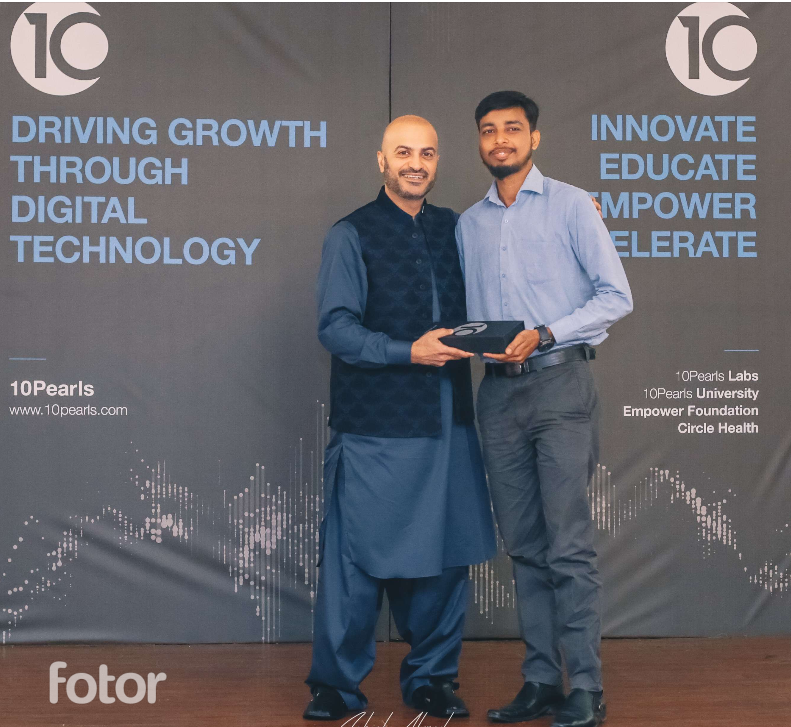 10
DRIVING GROWTH
THROUGH
DIGITAL
TECHNOLOGY
10Pearls
www.10pearls.com
10
INNOVATE
EDUCATE
EMPOWER
ELERATE
10Pearls Labs
10Pearls University
Empower Foundation
Circle Health
fotor